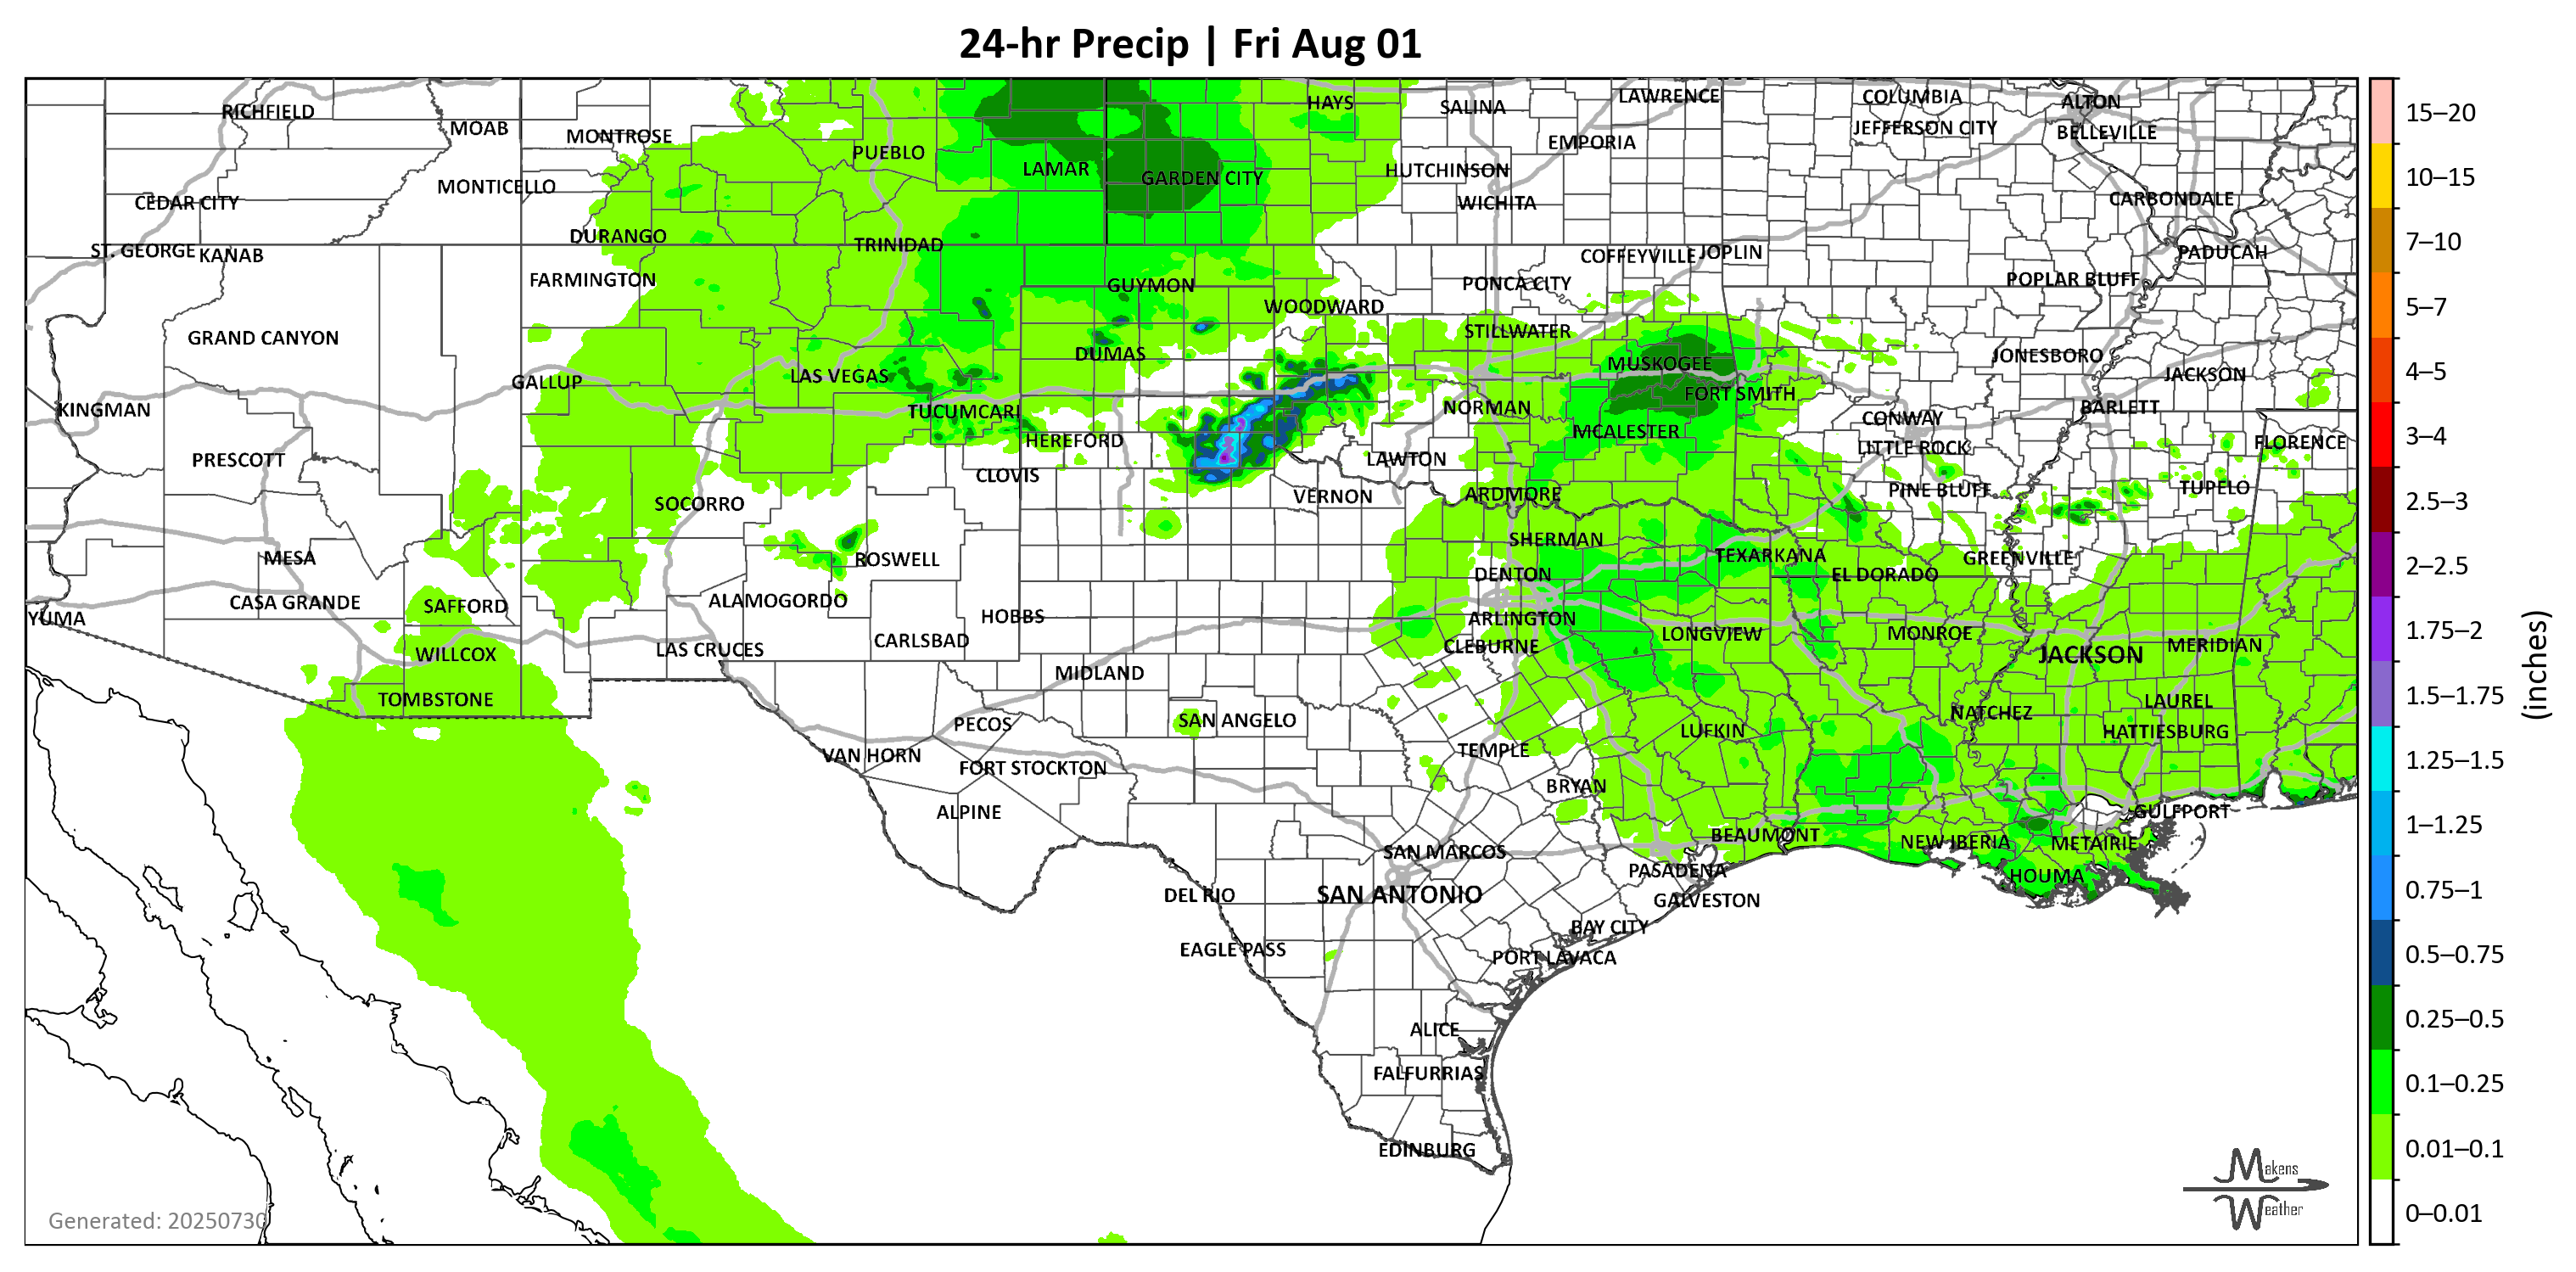 24-hr Precip | Fri Aug 01
RICHFIELD
MOAB
MONTROSE
PUEBLO
LAMAR
GARDEN CITY
HAYS
SALINA
LAWRENCE
EMPORIA
COLUMBIA
JEFFERSON CITY
ALTON
BELLEVILLE
HUTCHINSON
WICHITA
CEDAR CITY
MONTICELLO
CARBONDALE
DURANGO
TRINIDAD
ST. GEORGE
KANAB
FARMINGTON
GUYMON
WOODWARD
PONCA CITY
COFFEYVILLE
JOPLIN
POPLAR BLUFF
PADUCAH
GRAND CANYON
DUMAS
STILLWATER
MUSKOGEE
JONESBORO
JACKSON
GALLUP
LAS VEGAS
KINGMAN
TUCUMCARI
NORMAN
FORT SMITH
CONWAY
BARLETT
HEREFORD
MCALESTER
LITTLE ROCK
FLORENCE
PRESCOTT
CLOVIS
LAWTON
SOCORRO
VERNON
ARDMORE
PINE BLUFF
TUPELO
MESA
ROSWELL
SHERMAN
TEXARKANA
GREENVILLE
DENTON
EL DORADO
CASA GRANDE
SAFFORD
ALAMOGORDO
HOBBS
ARLINGTON
YUMA
LAS CRUCES
CARLSBAD
CLEBURNE
LONGVIEW
MONROE
JACKSON
MERIDIAN
WILLCOX
MIDLAND
TOMBSTONE
PECOS
SAN ANGELO
NATCHEZ
LAUREL
HATTIESBURG
VAN HORN
FORT STOCKTON
TEMPLE
LUFKIN
BRYAN
ALPINE
GULFPORT
SAN MARCOS
BEAUMONT
NEW IBERIA
METAIRIE
DEL RIO
SAN ANTONIO
PASADENA
GALVESTON
HOUMA
EAGLE PASS
BAY CITY
PORT LAVACA
ALICE
FALFURRIAS
EDINBURG
Generated: 20250730
Makens
Weather
15–20
10–15
7–10
5–7
4–5
3–4
2.5–3
2–2.5
1.75–2
1.5–1.75
1.25–1.5
1–1.25
0.75–1
0.5–0.75
0.25–0.5
0.1–0.25
0.01–0.1
0–0.01
(inches)